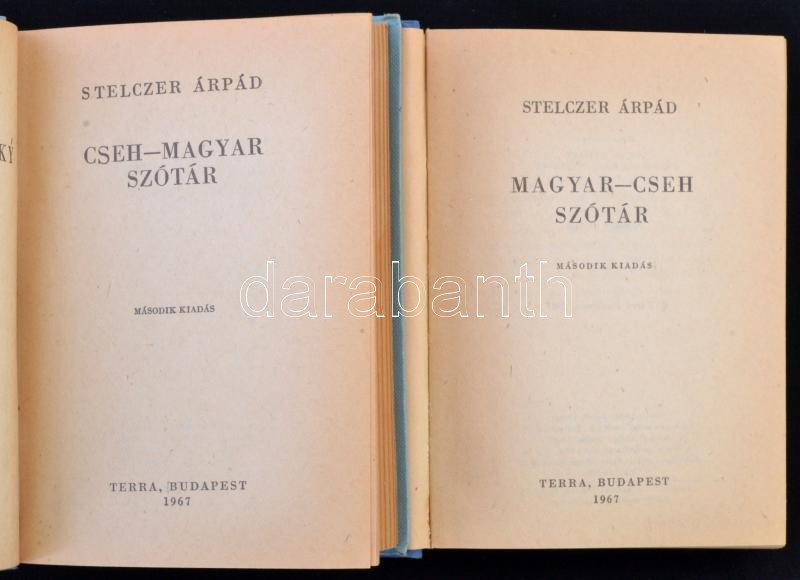 KÝ
STELCZER ÁRPÁD
CSEH—MAGYAR
SZÓTÁR
MÁSODIK KIADÁS
TERRA, BUDAPEST
1967
STELCZER ÁRPÁD
MAGYAR—CSEH
SZÓTÁR
MÁSODIK KIADÁS
TERRA, BUDAPEST
1967
darabanth